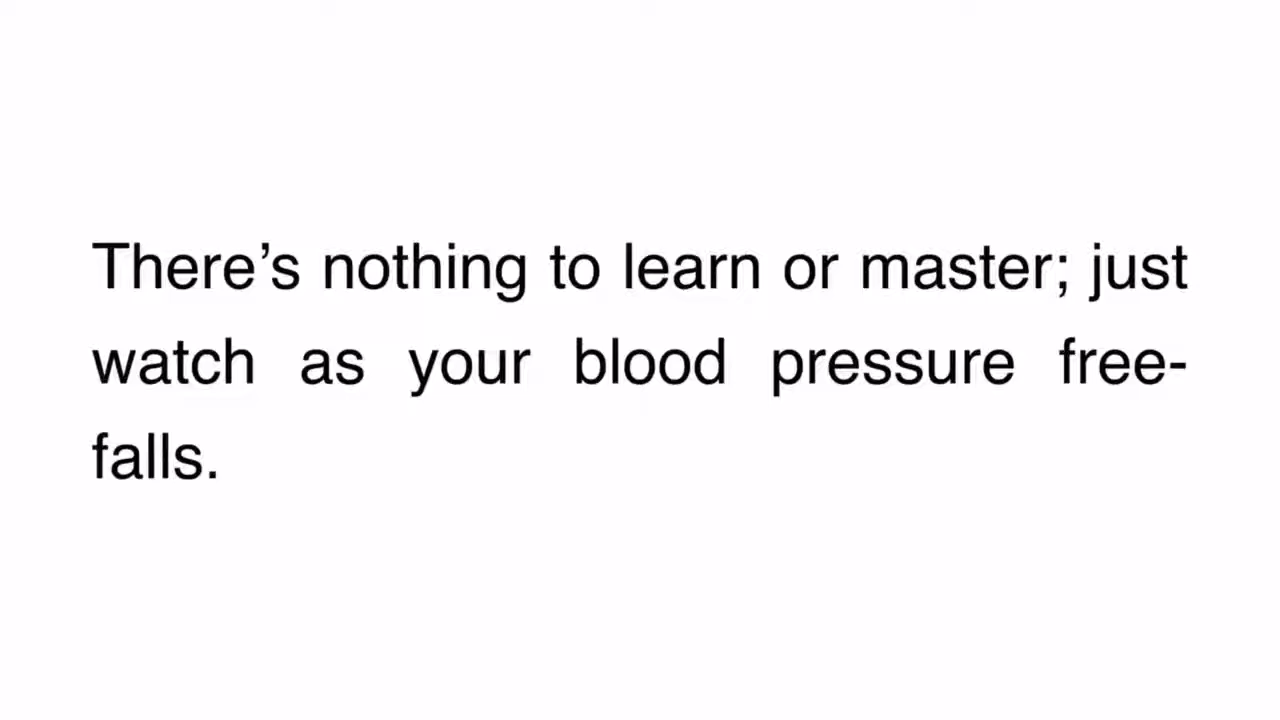 There’s nothing to learn or master; just
watch as your blood pressure free-
falls.